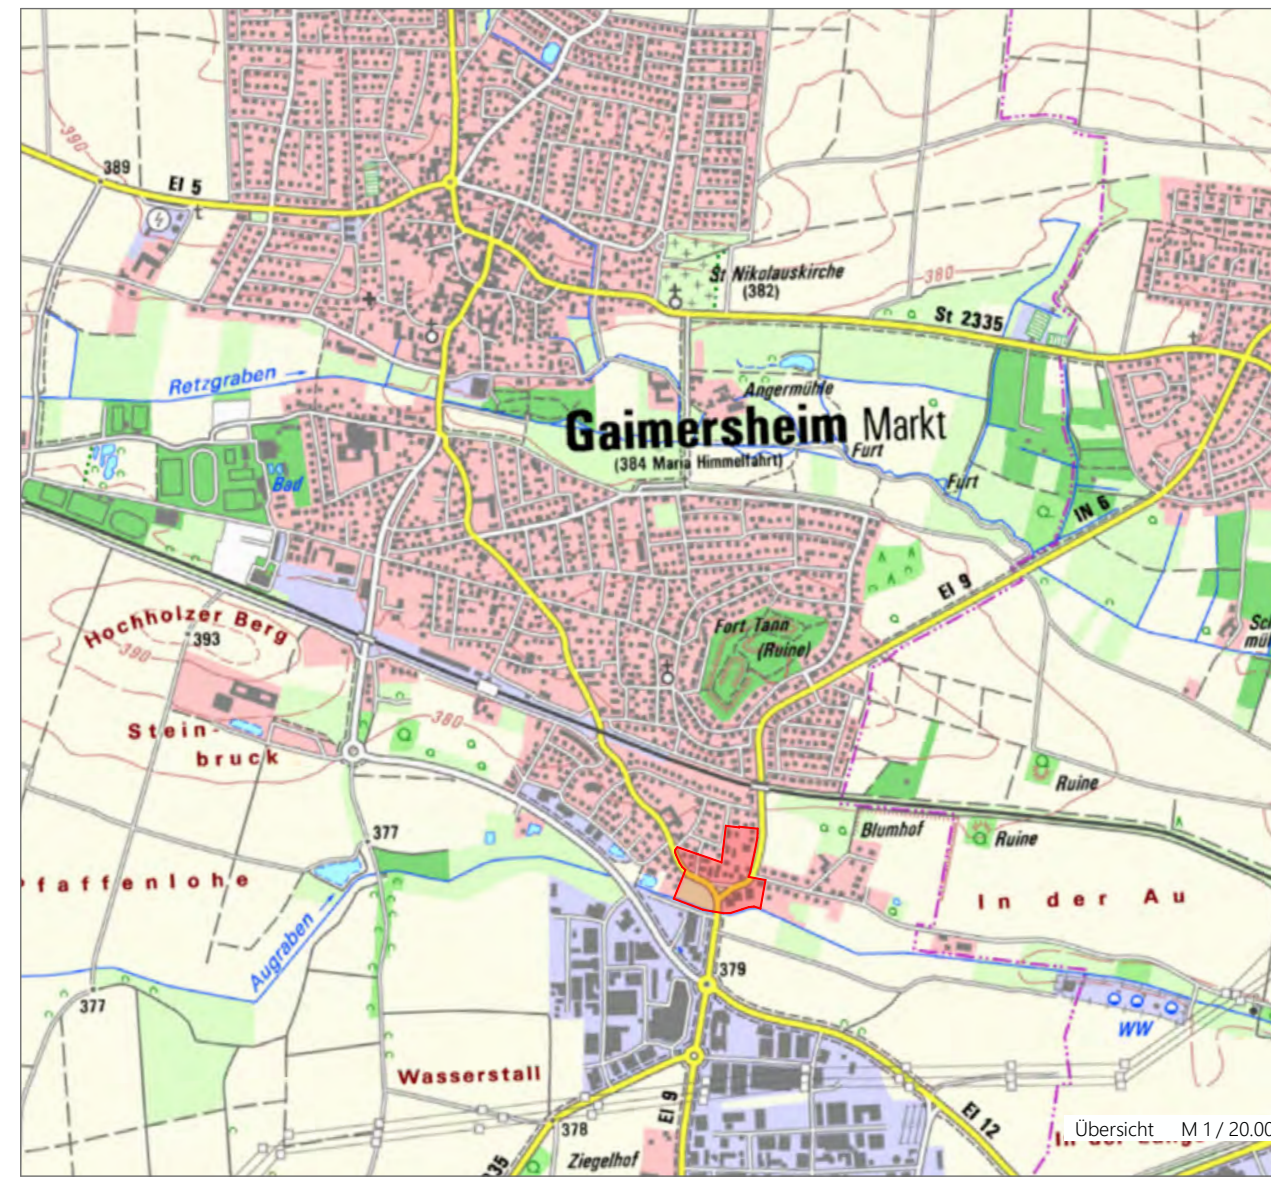 390
389
EI 5
St Nikolauskirche
(382)
380
St 2335
Retzgraben
Angermühle
Gaimersheim Markt
(384 Maria Himmelfahrt)
Furt
Furt
Bad
IN 6
EI 9
Fort Tann
(Ruine)
Hochholzer Berg
393
390
380
Stein-
bruck
Ruine
Ruine
Blumhof
377
Pfaffenlohe
In der Au
Augraben
379
377
WW
Wasserstall
EI 9
EI 12
378
Ziegelhof
Übersicht M 1 / 20.00